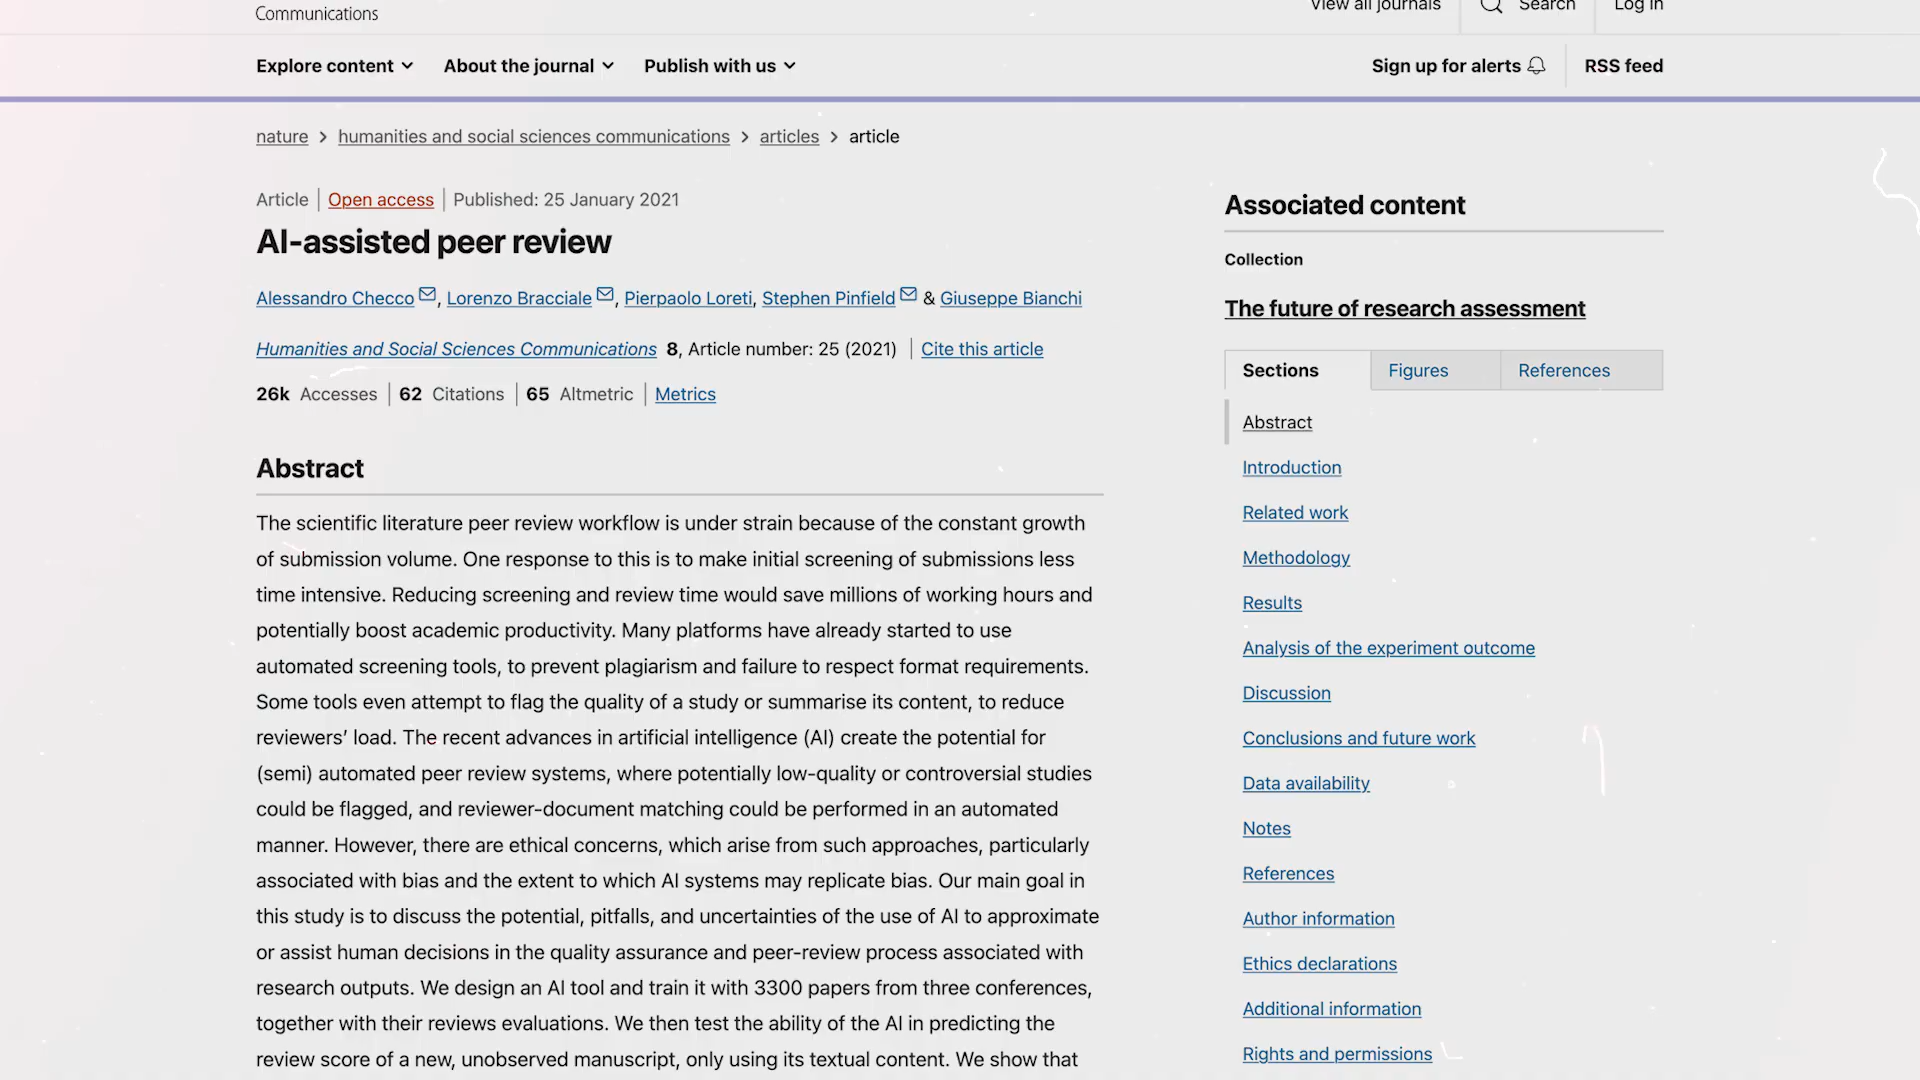 Communications
View all journals Search Log in
Explore content About the journal Publish with us Sign up for alerts RSS feed
nature > humanities and social sciences communications > articles > article
Article | Open access | Published: 25 January 2021
AI-assisted peer review
Alessandro Checco, Lorenzo Bracciale, Pierpaolo Loreti, Stephen Pinfield & Giuseppe Bianchi
Humanities and Social Sciences Communications 8, Article number: 25 (2021) | Cite this article
26k Accesses | 62 Citations | 65 Altmetric | Metrics
Abstract
The scientific literature peer review workflow is under strain because of the constant growth
of submission volume. One response to this is to make initial screening of submissions less
time intensive. Reducing screening and review time would save millions of working hours and
potentially boost academic productivity. Many platforms have already started to use
automated screening tools, to prevent plagiarism and failure to respect format requirements.
Some tools even attempt to flag the quality of a study or summarise its content, to reduce
reviewers’ load. The recent advances in artificial intelligence (AI) create the potential for
(semi) automated peer review systems, where potentially low-quality or controversial studies
could be flagged, and reviewer-document matching could be performed in an automated
manner. However, there are ethical concerns, which arise from such approaches, particularly
associated with bias and the extent to which AI systems may replicate bias. Our main goal in
this study is to discuss the potential, pitfalls, and uncertainties of the use of AI to approximate
or assist human decisions in the quality assurance and peer-review process associated with
research outputs. We design an AI tool and train it with 3300 papers from three conferences,
together with their reviews evaluations. We then test the ability of the AI in predicting the
review score of a new, unobserved manuscript, only using its textual content. We show that
Associated content
Collection
The future of research assessment
Sections Figures References
Abstract
Introduction
Related work
Methodology
Results
Analysis of the experiment outcome
Discussion
Conclusions and future work
Data availability
Notes
References
Author information
Ethics declarations
Additional information
Rights and permissions